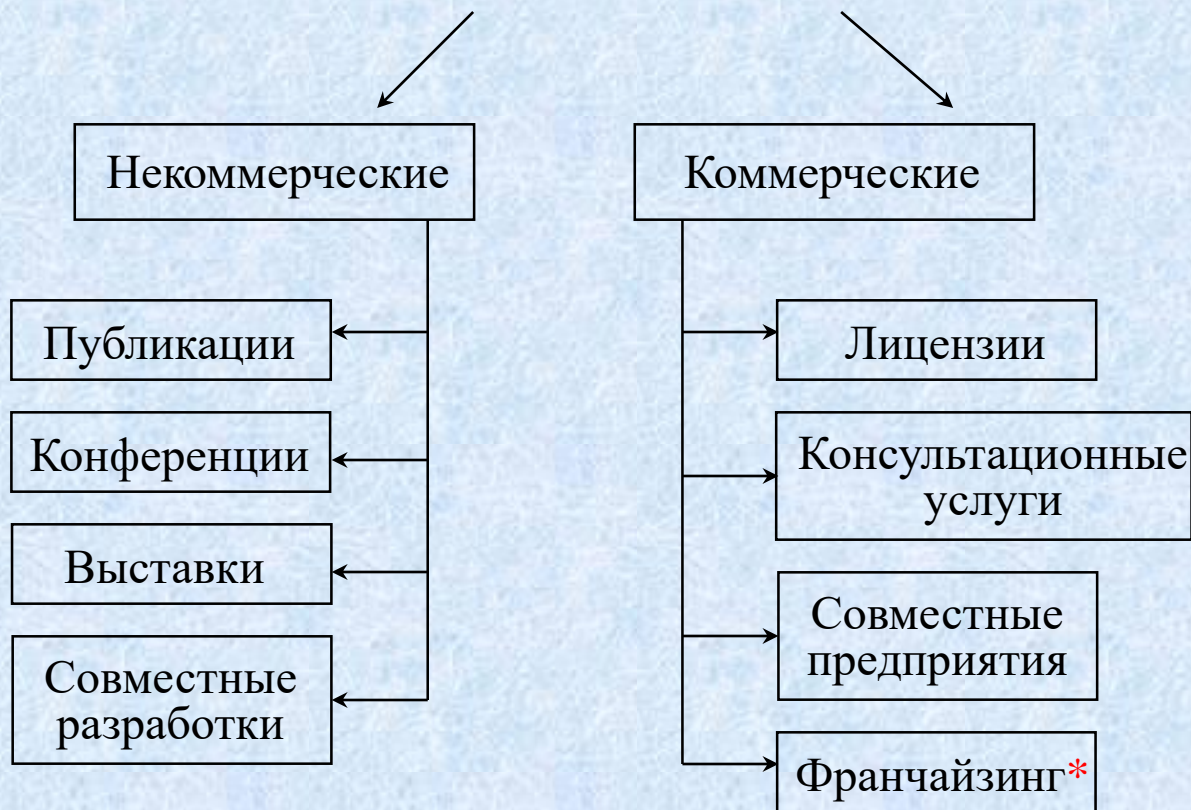 Некоммерческие
Коммерческие
Публикации
Конференции
Выставки
Совместные
разработки
Лицензии
Консультационные
услуги
Совместные
предприятия
Франчайзинг*